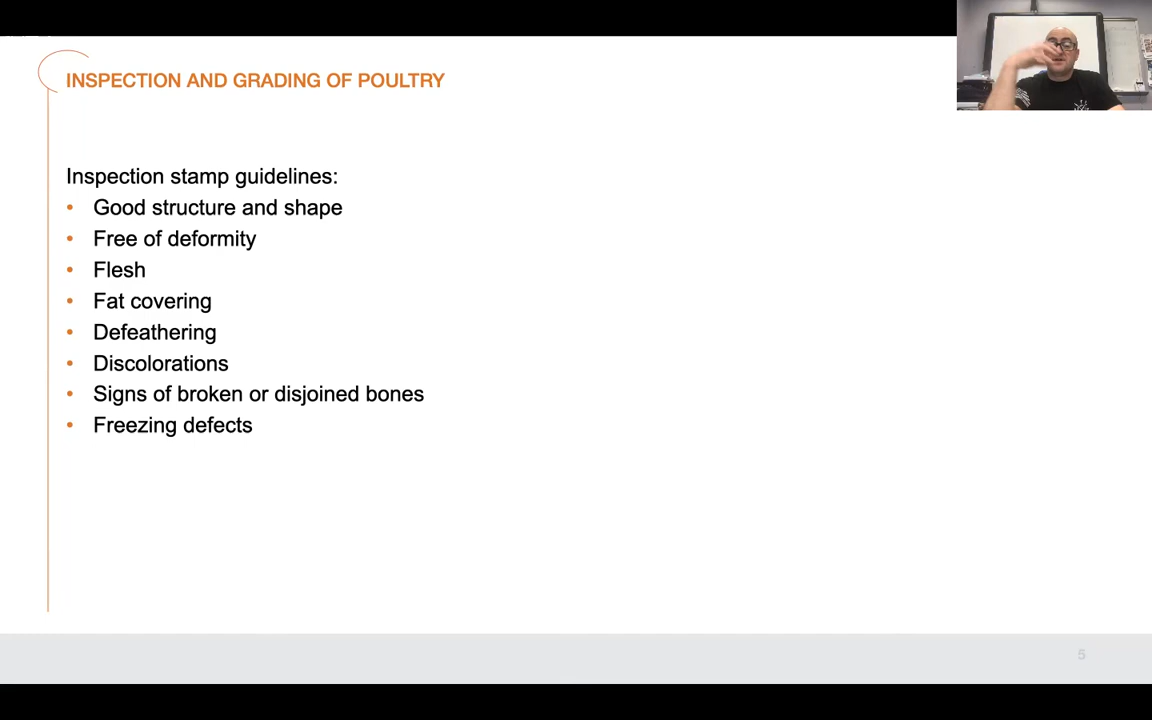 INSPECTION AND GRADING OF POULTRY
Inspection stamp guidelines:
• Good structure and shape
• Free of deformity
• Flesh
• Fat covering
• Defeathering
• Discolorations
• Signs of broken or disjoined bones
• Freezing defects
5